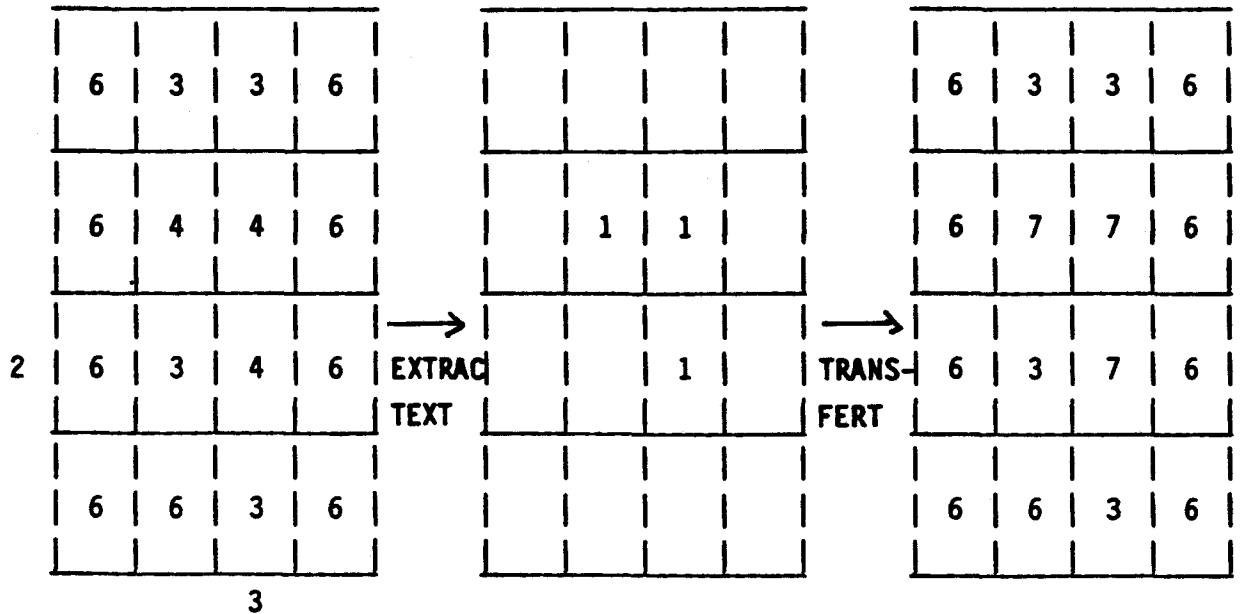 6 3 3 6 6 3 3 6
6 4 4 6 1 1 6 7 7 6
2 6 3 4 6 EXTRAC 1 TRANS- 6 3 7 6
TEXT FERT
6 6 3 6 6 6 3 6
3